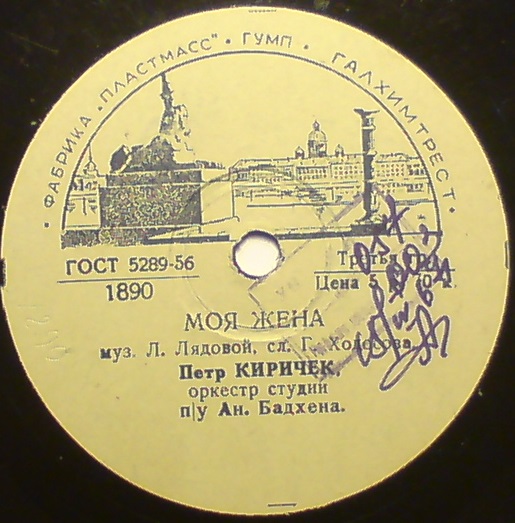 ФАБРИКА „ПЛАСТМАСС" • ГУМП • ГАЛХИМТРЕСТ
ГОСТ 5289-56
1890
Цена 5
МОЯ ЖЕНА
муз. Л. Лядовой, сл. Г. Ходосова
Петр КИРИЧЕК,
оркестр студии
п/у Ан. Бадхена.